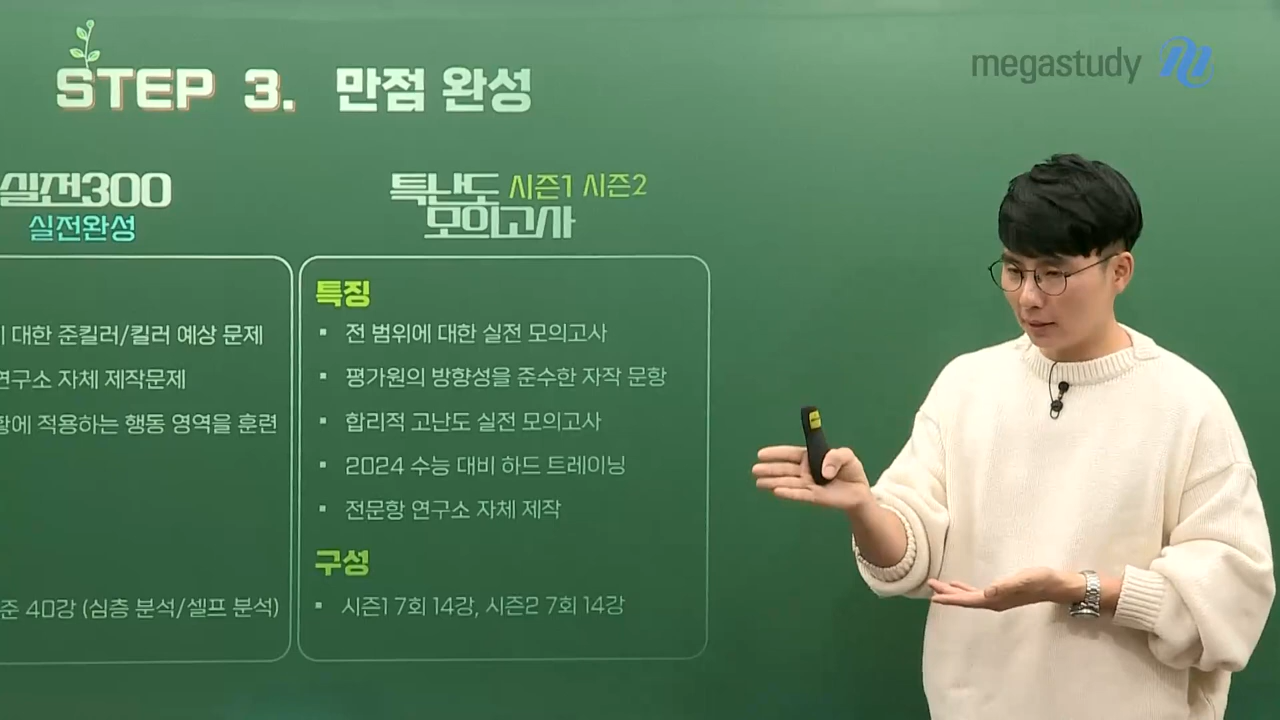 megastudy
STEP 3. 만점 완성
실전300
실전완성
대한 준킬러/킬러 예상 문제
연구소 자체 제작문제
적용하는 행동 영역을 훈련
40강 (심층 분석/셀프 분석)
특난도 모의고사 시즌1 시즌2
특징
▪ 전 범위에 대한 실전 모의고사
▪ 평가원의 방향성을 준수한 자작 문항
▪ 합리적 고난도 실전 모의고사
▪ 2024 수능 대비 하드 트레이닝
▪ 전문항 연구소 자체 제작
구성
▪ 시즌1 7회 14강, 시즌2 7회 14강